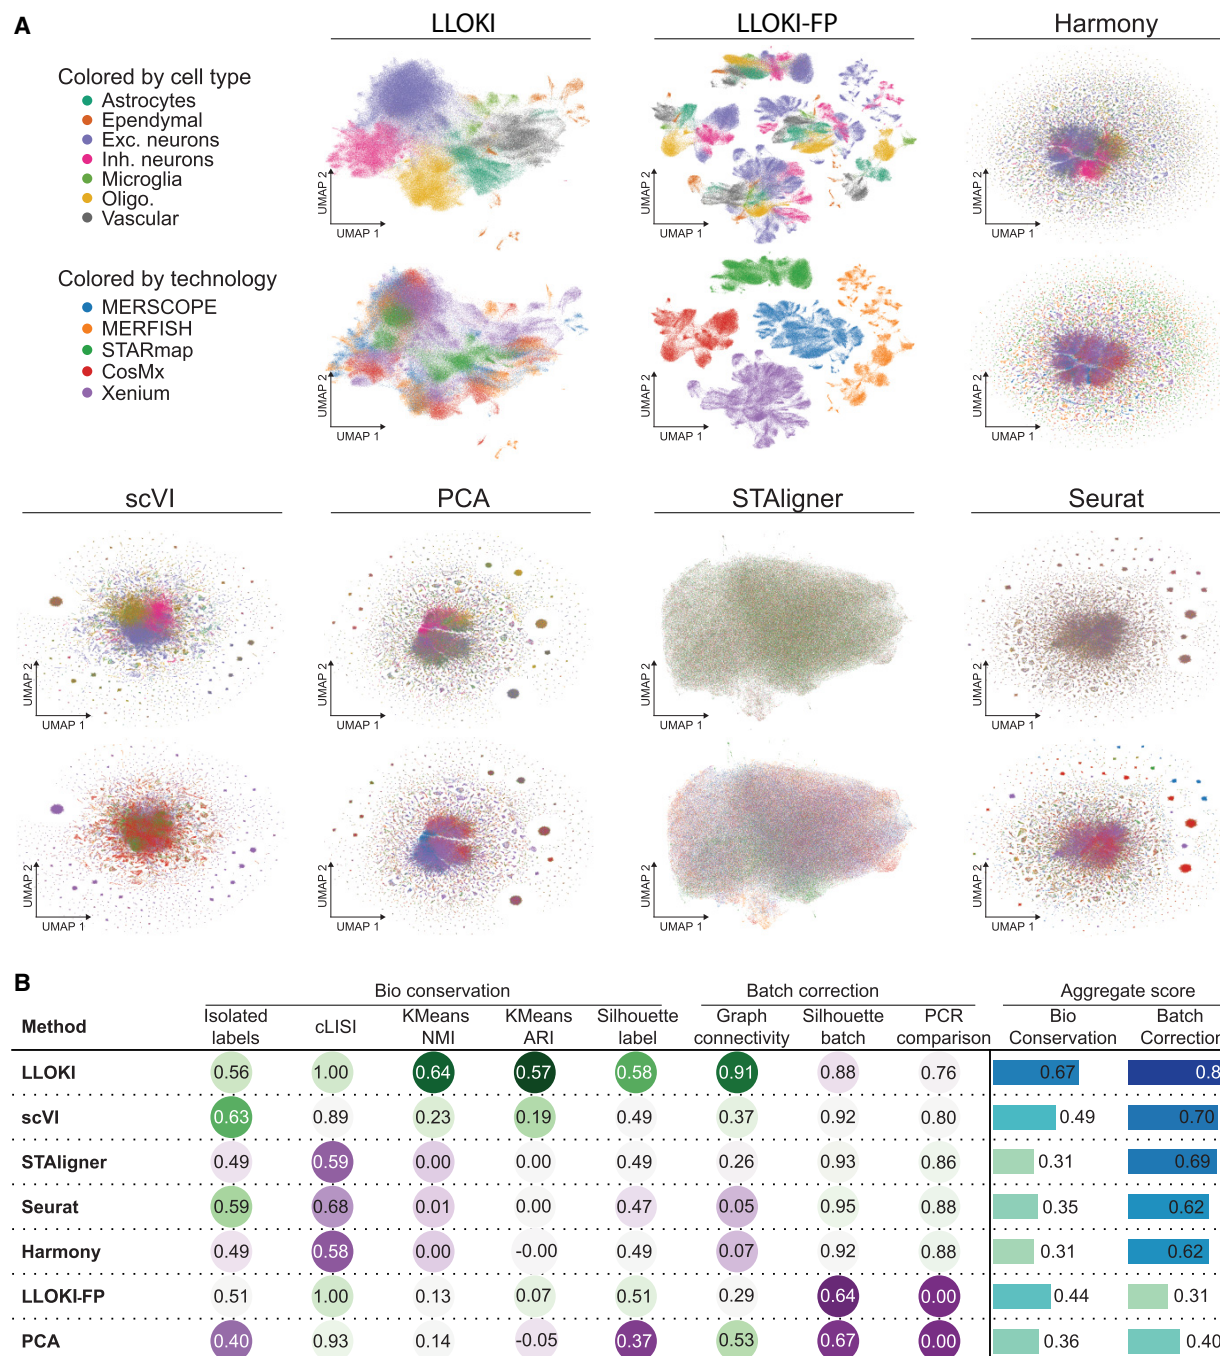 A
LLOKI
LLOKI-FP
Harmony
Colored by cell type
Astrocytes
Ependymal
Exc. neurons
Inh. neurons
Microglia
Oligo.
Vascular
UMAP 2
UMAP 1
UMAP 2
UMAP 1
UMAP 2
UMAP 1
Colored by technology
MERSCOPE
MERFISH
STARmap
CosMx
Xenium
UMAP 2
UMAP 1
UMAP 2
UMAP 1
UMAP 2
UMAP 1
scVI
PCA
STAligner
Seurat
UMAP 2
UMAP 1
UMAP 2
UMAP 1
UMAP 2
UMAP 1
UMAP 2
UMAP 1
UMAP 2
UMAP 1
UMAP 2
UMAP 1
UMAP 2
UMAP 1
UMAP 2
UMAP 1
B
Bio conservation Batch correction Aggregate score
Method Isolated labels cLISI KMeans NMI KMeans ARI Silhouette label Graph connectivity Silhouette batch PCR comparison Bio Conservation Batch Correction
LLOKI 0.56 1.00 0.64 0.57 0.58 0.91 0.88 0.76 0.67 0.8
scVI 0.63 0.89 0.23 0.19 0.49 0.37 0.92 0.80 0.49 0.70
STAligner 0.49 0.59 0.00 0.00 0.49 0.26 0.93 0.86 0.31 0.69
Seurat 0.59 0.68 0.01 0.00 0.47 0.05 0.95 0.88 0.35 0.62
Harmony 0.49 0.58 0.00 -0.00 0.49 0.07 0.92 0.88 0.31 0.62
LLOKI-FP 0.51 1.00 0.13 0.07 0.51 0.29 0.64 0.00 0.44 0.31
PCA 0.40 0.93 0.14 -0.05 0.37 0.53 0.67 0.00 0.36 0.40